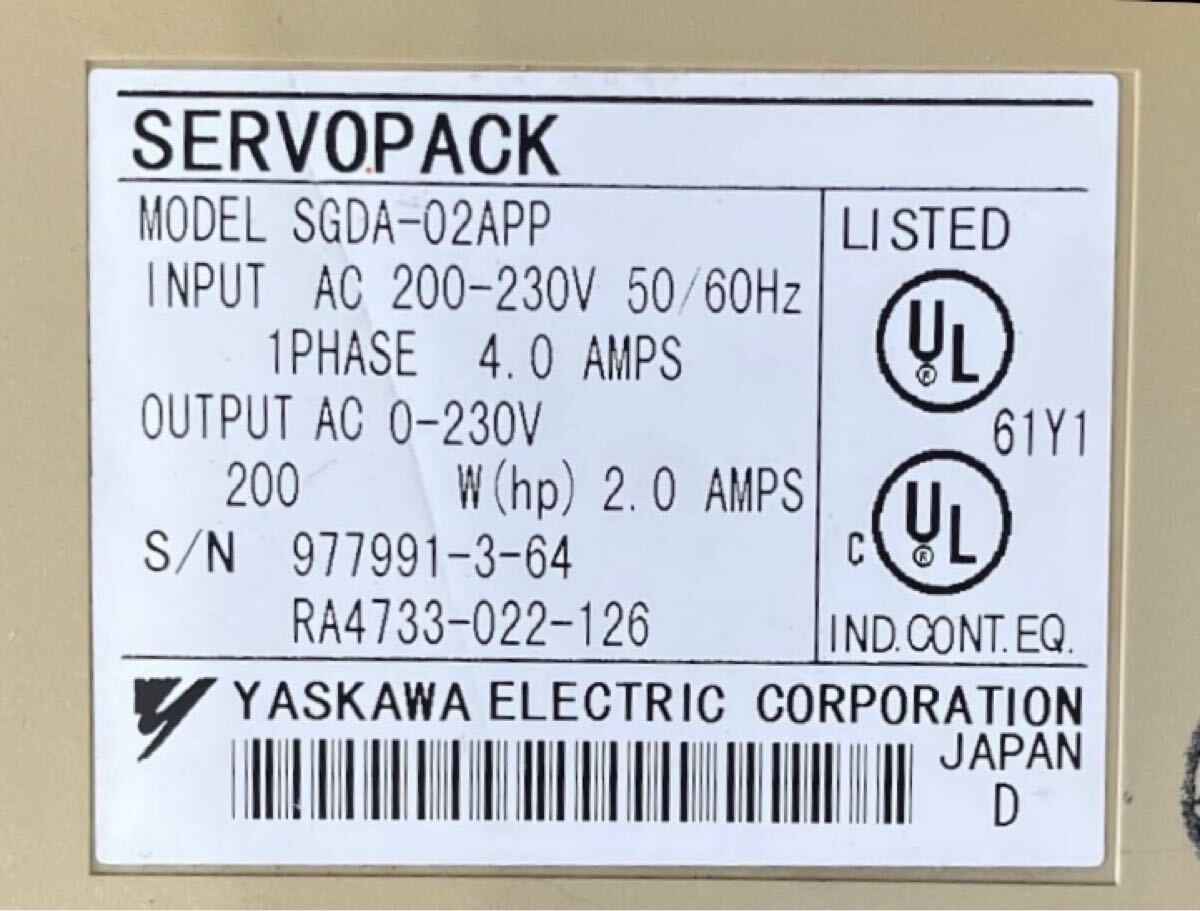 SERVOPACK
MODEL SGDA-02APP
INPUT AC 200-230V 50/60Hz
1PHASE 4.0 AMPS
OUTPUT AC 0-230V
200 W(hp) 2.0 AMPS
S/N 977991-3-64
RA4733-022-126
LISTED
UL ®
61Y1
C UL ®
IND.CONT.EQ.
YASKAWA ELECTRIC CORPORATION
JAPAN
D